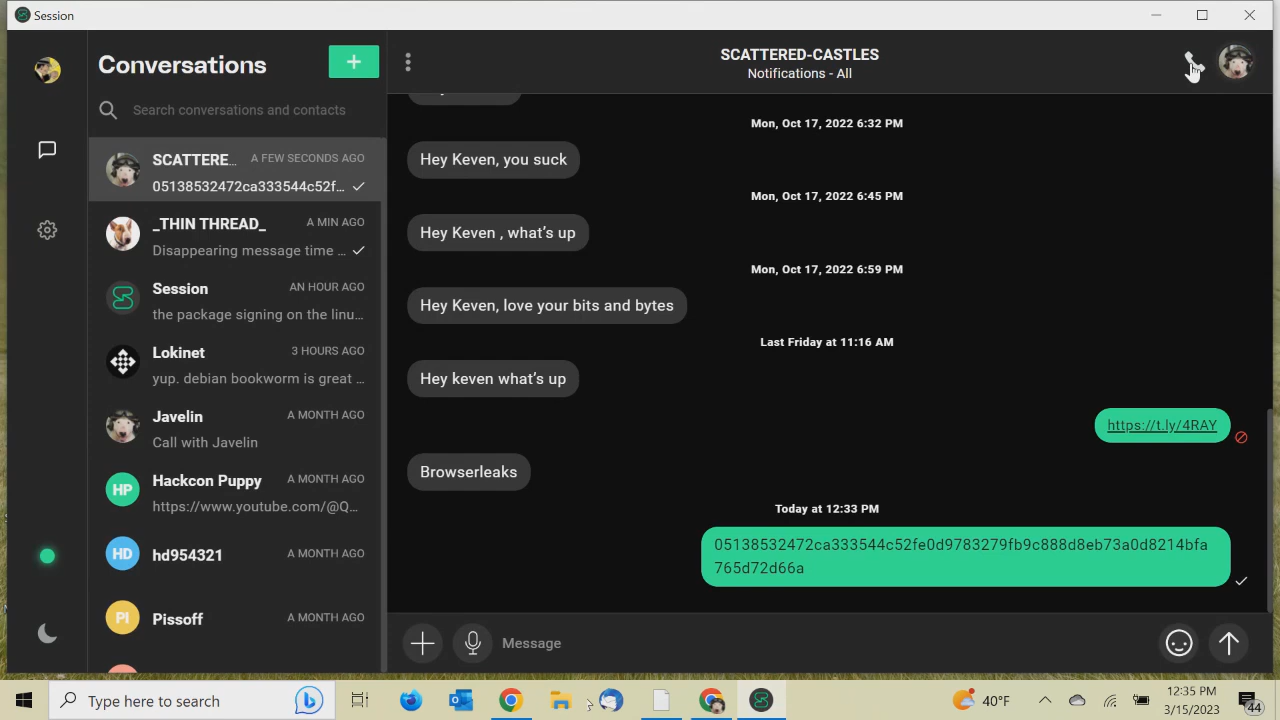 Session
Conversations
+
Search conversations and contacts
SCATTERE... A FEW SECONDS AGO
05138532472ca333544c52f...
_THIN THREAD_ A MIN AGO
Disappearing message time ...
Session AN HOUR AGO
the package signing on the linu...
Lokinet 3 HOURS AGO
yup. debian bookworm is great ...
Javelin A MONTH AGO
Call with Javelin
HP Hackcon Puppy A MONTH AGO
https://www.youtube.com/@Q...
HD hd954321 A MONTH AGO
PI Pissoff A MONTH AGO
SCATTERED-CASTLES
Notifications - All
Mon, Oct 17, 2022 6:32 PM
Hey Keven, you suck
Mon, Oct 17, 2022 6:45 PM
Hey Keven , what’s up
Mon, Oct 17, 2022 6:59 PM
Hey Keven, love your bits and bytes
Last Friday at 11:16 AM
Hey keven what’s up
https://t.ly/4RAY
Browserleaks
Today at 12:33 PM
05138532472ca333544c52fe0d9783279fb9c888d8eb73a0d8214bfa
765d72d66a
Message
Type here to search
40°F
12:35 PM
3/15/2023
44